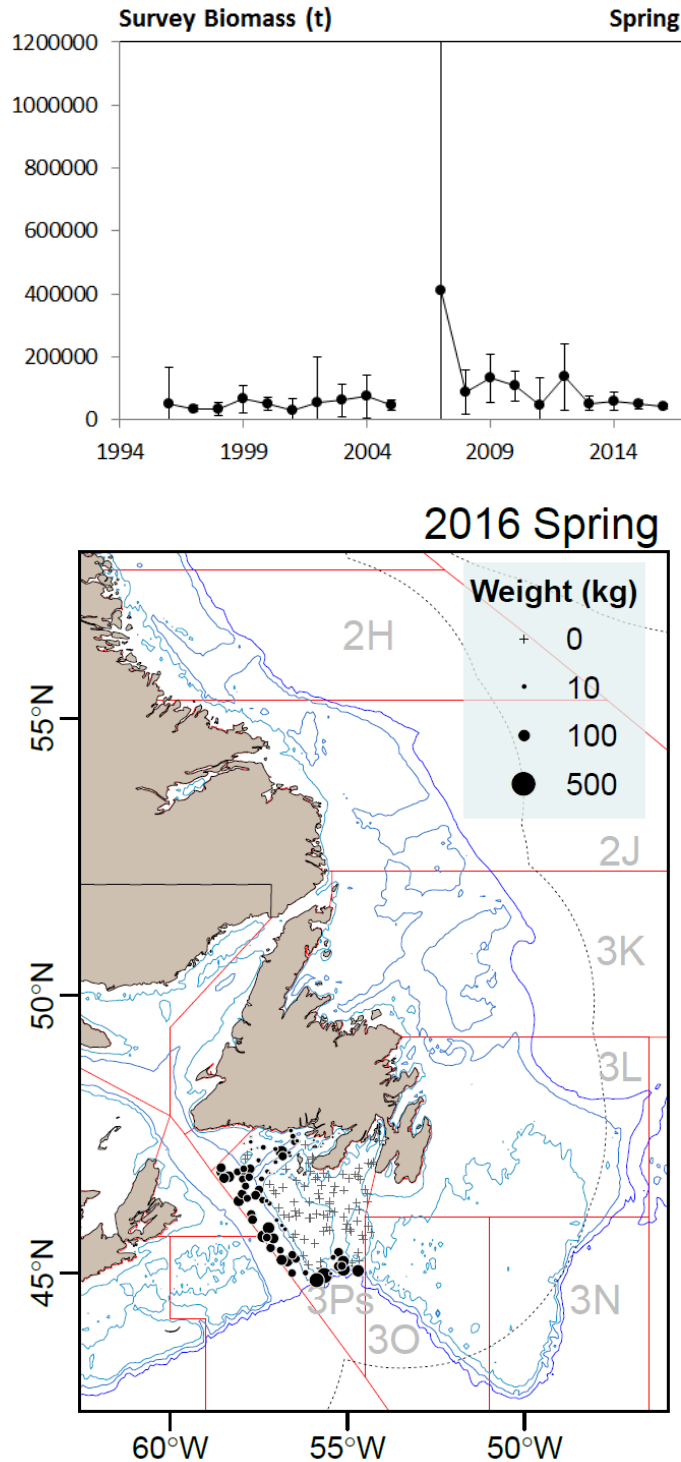 Survey Biomass (t) Spring
1200000
1000000
800000
600000
400000
200000
0
1994 1999 2004 2009 2014
2016 Spring
Weight (kg)
0
10
100
500
2H
2J
3K
3L
3Ps
3O
3N
55°N
50°N
45°N
60°W 55°W 50°W